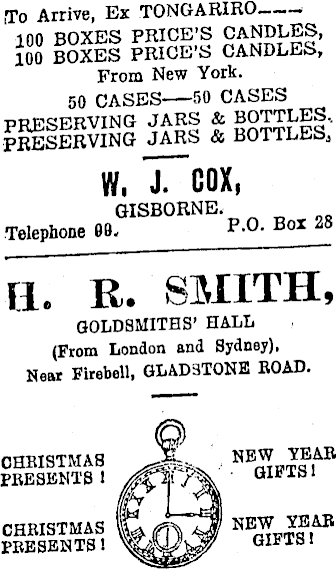 To Arrive, Ex TONGARIRO——
100 BOXES PRICE'S CANDLES,
100 BOXES PRICE'S CANDLES,
From New York.
50 CASES—50 CASES
PRESERVING JARS & BOTTLES,
PRESERVING JARS & BOTTLES,
W. J. COX,
GISBORNE.
Telephone 99. P.O. Box 28
H. R. SMITH,
GOLDSMITHS' HALL
(From London and Sydney),
Near Firebell, GLADSTONE ROAD.
CHRISTMAS PRESENTS !
NEW YEAR GIFTS !
CHRISTMAS PRESENTS !
NEW YEAR GIFTS !